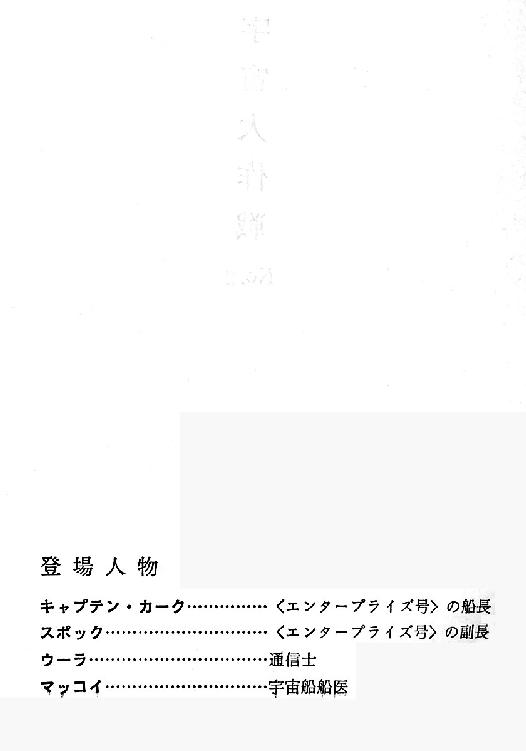 登場人物
キャプテン・カーク……………〈エンタープライズ号〉の船長
スポック…………………………〈エンタープライズ号〉の副長
ウーラ……………………………通信士
マッコイ…………………………宇宙船船医